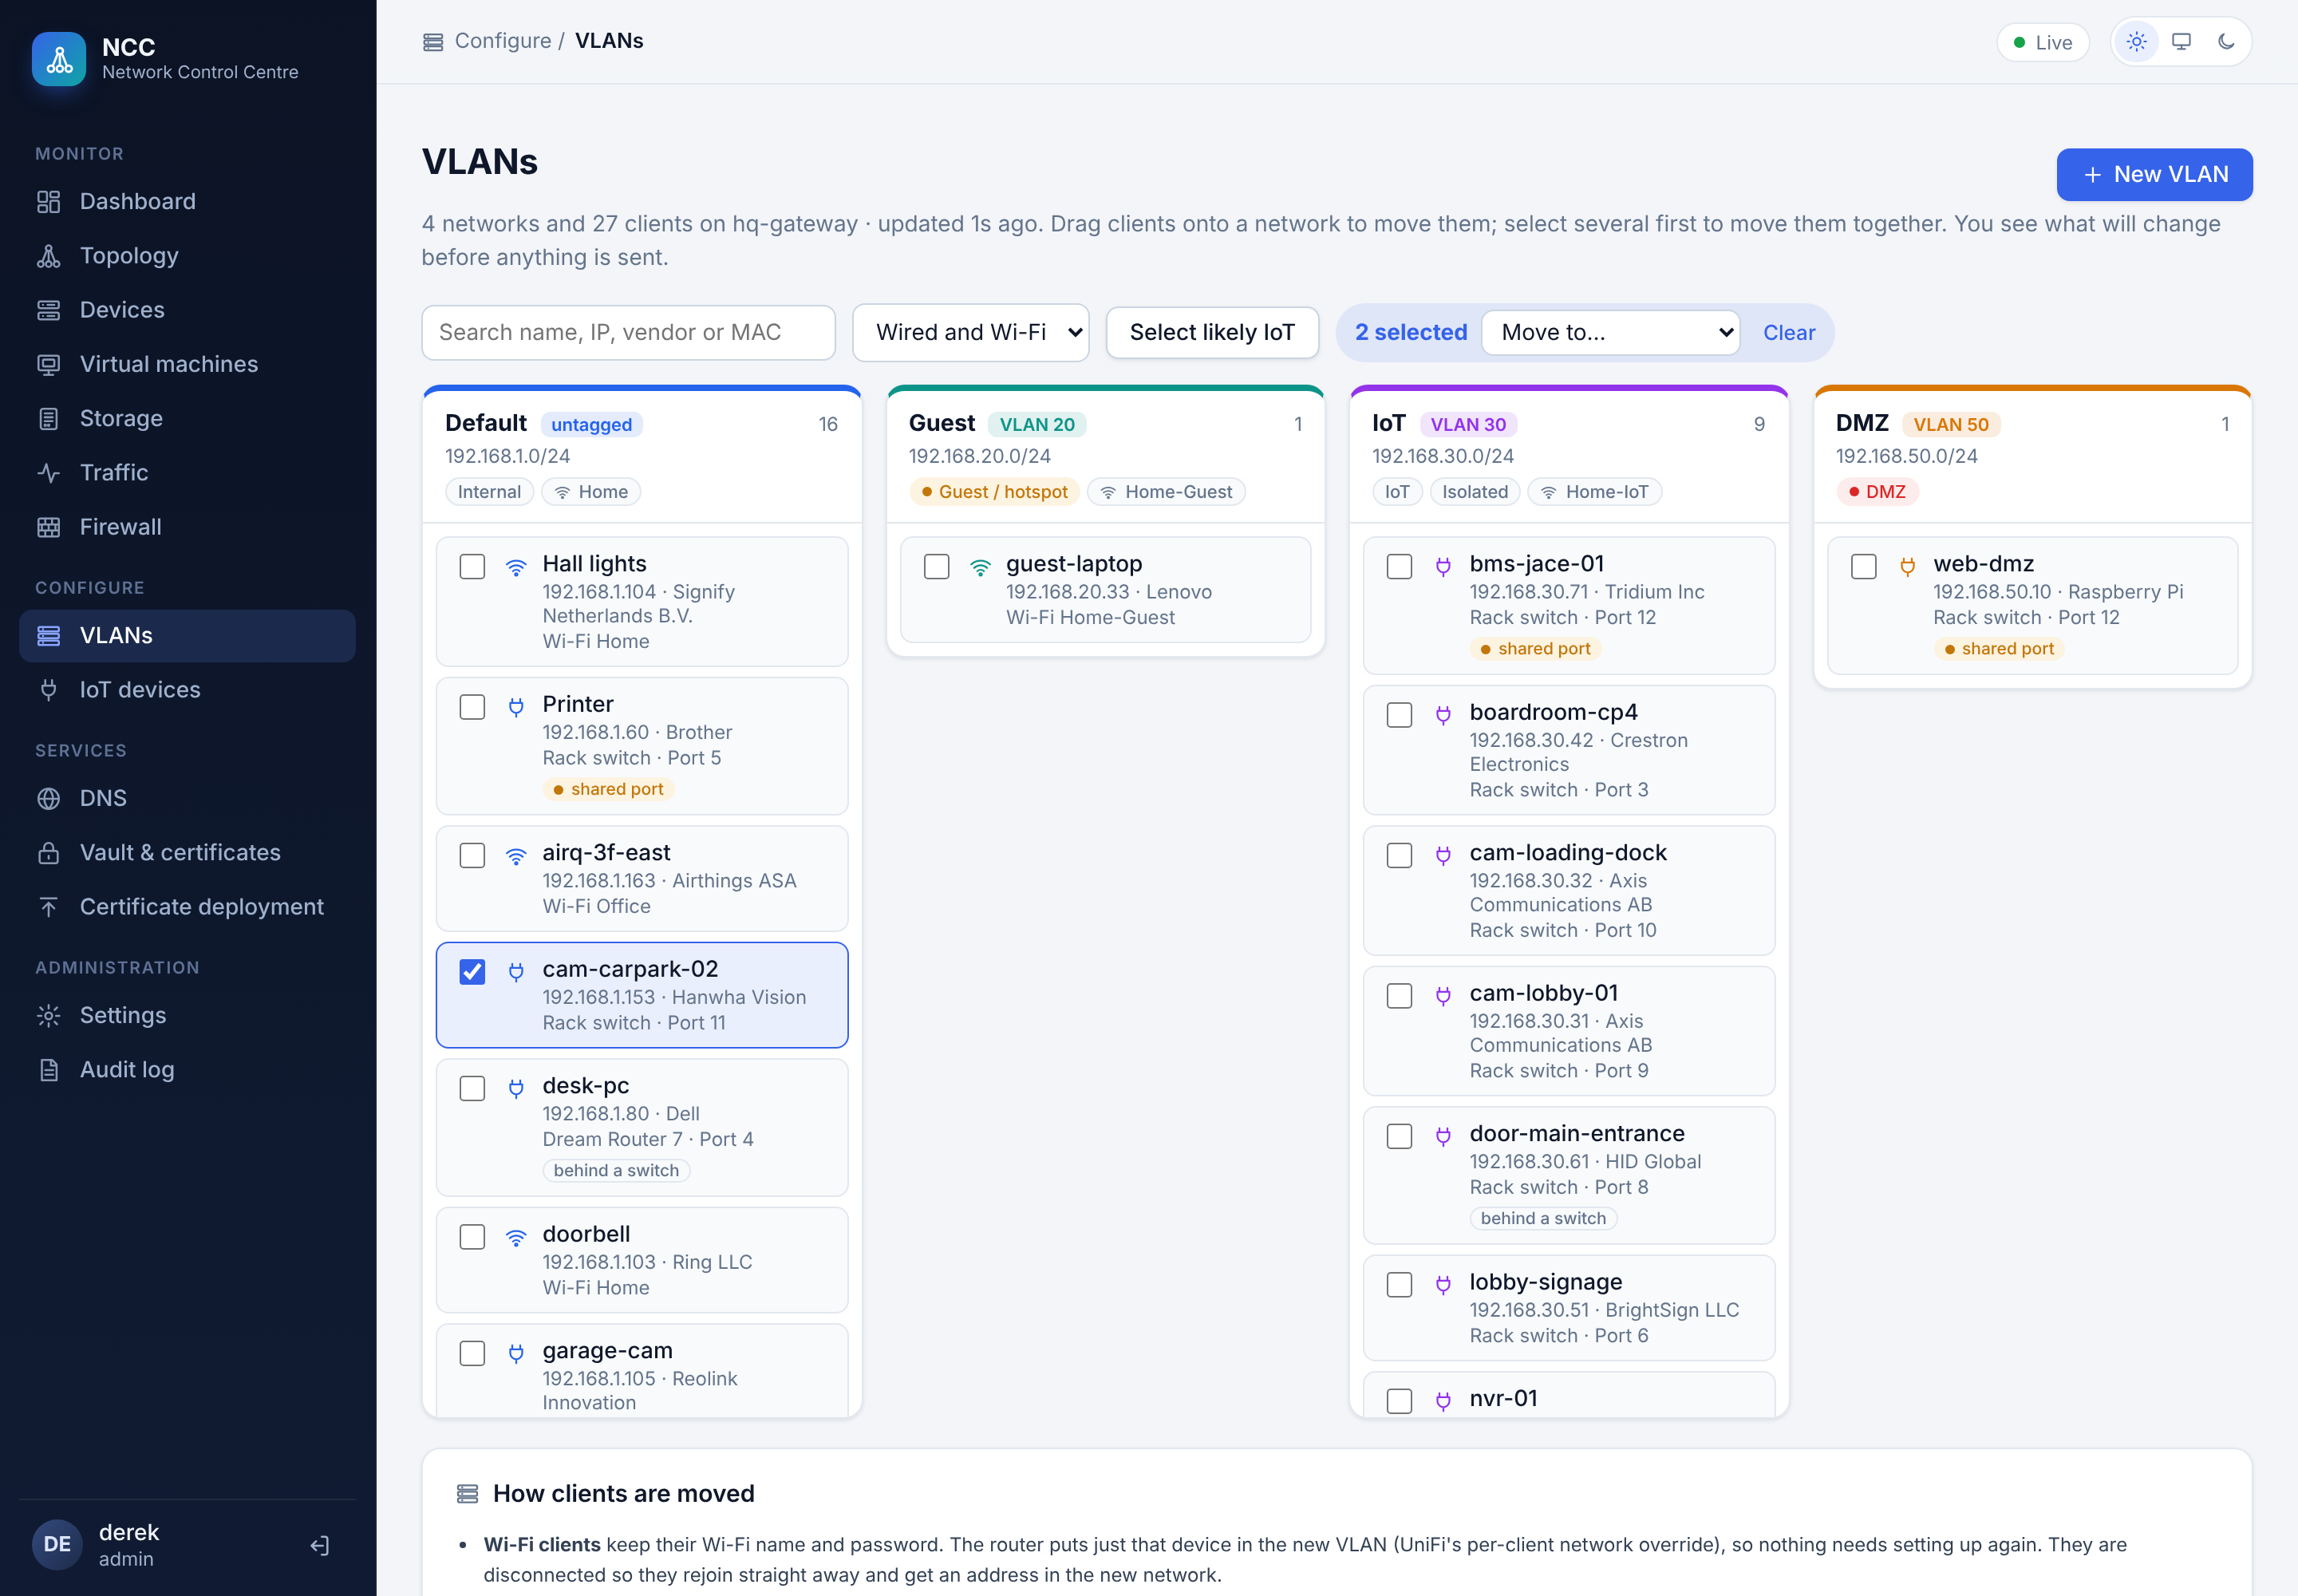 NCC
Network Control Centre
MONITOR
Dashboard
Topology
Devices
Virtual machines
Storage
Traffic
Firewall
CONFIGURE
VLANs
IoT devices
SERVICES
DNS
Vault & certificates
Certificate deployment
ADMINISTRATION
Settings
Audit log
DE
derek
admin
Configure / VLANs
Live
VLANs
+ New VLAN
4 networks and 27 clients on hq-gateway · updated 1s ago. Drag clients onto a network to move them; select several first to move them together. You see what will change
before anything is sent.
Search name, IP, vendor or MAC
Wired and Wi-Fi
Select likely IoT
2 selected
Move to...
Clear
Default untagged 16
192.168.1.0/24
Internal Home
Hall lights
192.168.1.104 · Signify
Netherlands B.V.
Wi-Fi Home
Printer
192.168.1.60 · Brother
Rack switch · Port 5
shared port
airq-3f-east
192.168.1.163 · Airthings ASA
Wi-Fi Office
cam-carpark-02
192.168.1.153 · Hanwha Vision
Rack switch · Port 11
desk-pc
192.168.1.80 · Dell
Dream Router 7 · Port 4
behind a switch
doorbell
192.168.1.103 · Ring LLC
Wi-Fi Home
garage-cam
192.168.1.105 · Reolink
Innovation
Guest VLAN 20 1
192.168.20.0/24
Guest / hotspot Home-Guest
guest-laptop
192.168.20.33 · Lenovo
Wi-Fi Home-Guest
IoT VLAN 30 9
192.168.30.0/24
IoT Isolated Home-IoT
bms-jace-01
192.168.30.71 · Tridium Inc
Rack switch · Port 12
shared port
boardroom-cp4
192.168.30.42 · Crestron
Electronics
Rack switch · Port 3
cam-loading-dock
192.168.30.32 · Axis
Communications AB
Rack switch · Port 10
cam-lobby-01
192.168.30.31 · Axis
Communications AB
Rack switch · Port 9
door-main-entrance
192.168.30.61 · HID Global
Rack switch · Port 8
behind a switch
lobby-signage
192.168.30.51 · BrightSign LLC
Rack switch · Port 6
nvr-01
DMZ VLAN 50 1
192.168.50.0/24
DMZ
web-dmz
192.168.50.10 · Raspberry Pi
Rack switch · Port 12
shared port
How clients are moved
• Wi-Fi clients keep their Wi-Fi name and password. The router puts just that device in the new VLAN (UniFi's per-client network override), so nothing needs setting up again. They are
disconnected so they rejoin straight away and get an address in the new network.